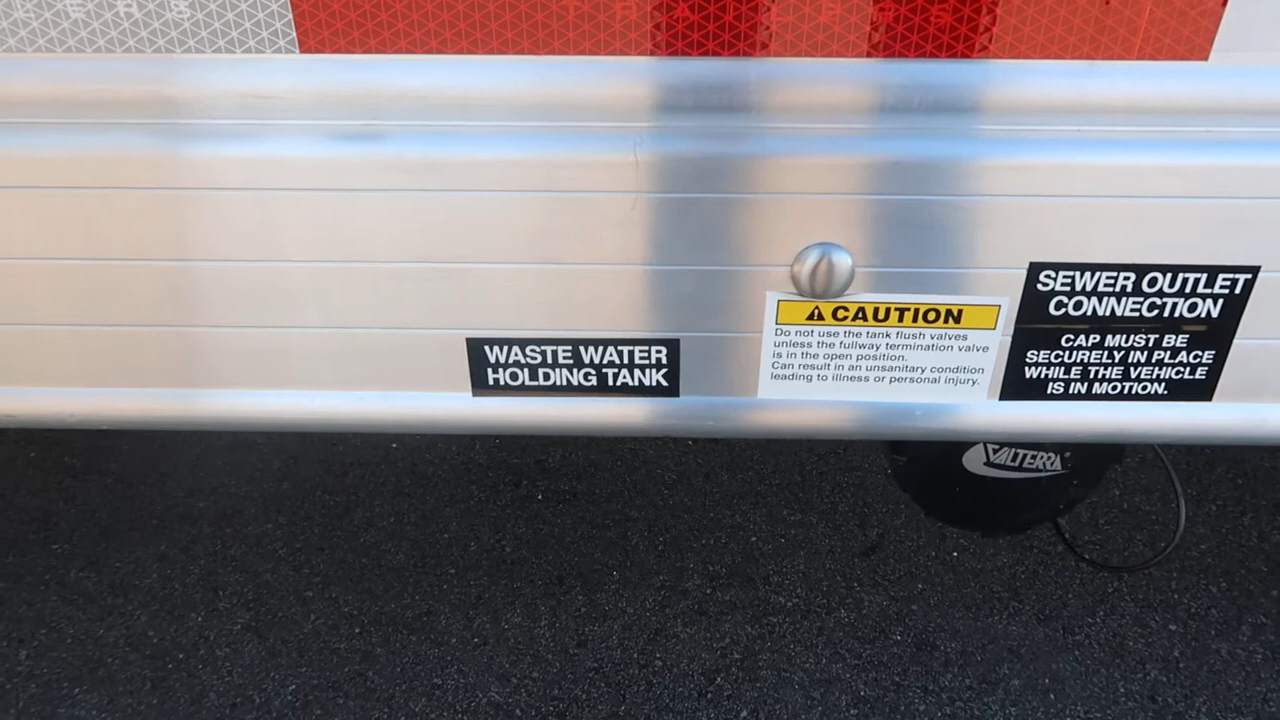 TRAILERS
WASTE WATER
HOLDING TANK
CAUTION
Do not use the tank flush valves
unless the fullway termination valve
is in the open position.
Can result in an unsanitary condition
leading to illness or personal injury.
SEWER OUTLET
CONNECTION
CAP MUST BE
SECURELY IN PLACE
WHILE THE VEHICLE
IS IN MOTION.
VALTERRA®